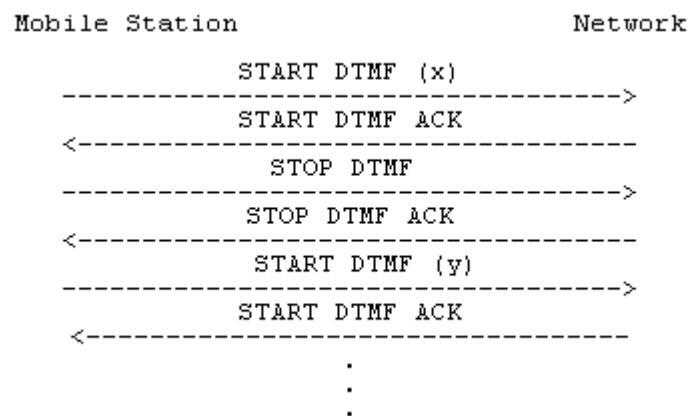 Mobile Station Network
START DTMF (x)
----------------------------------->
START DTMF ACK
<-----------------------------------
STOP DTMF
----------------------------------->
STOP DTMF ACK
<-----------------------------------
START DTMF (y)
----------------------------------->
START DTMF ACK
<----------------------------------
.
.
.